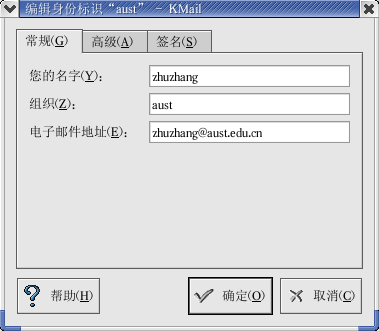 编辑身份标识“aust” – KMail
常规(G) 高级(A) 签名(S)
您的名字(Y): zhuzhang
组织(Z): aust
电子邮件地址(E): zhuzhang@aust.edu.cn
帮助(H) 确定(O) 取消(C)